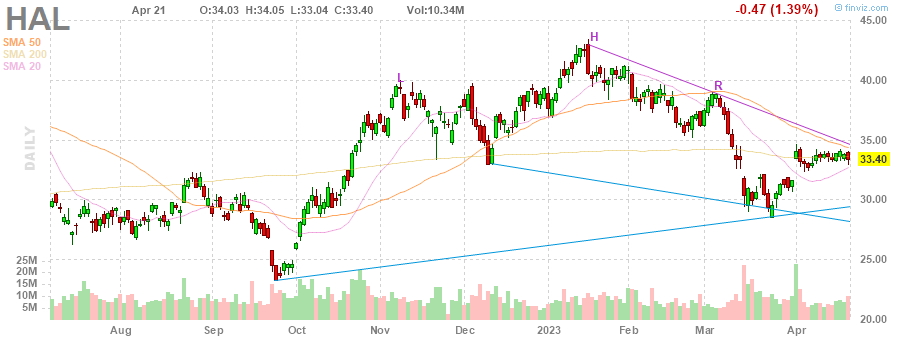 HAL
Apr 21 O:34.03 H:34.05 L:33.04 C:33.40 Vol:10.34M -0.47 (1.39%)
finviz.com
SMA 50
SMA 200
SMA 20
DAILY
L
H
R
45.00
40.00
35.00
33.40
30.00
25.00
20.00
25M
20M
15M
10M
5M
Aug Sep Oct Nov Dec 2023 Feb Mar Apr